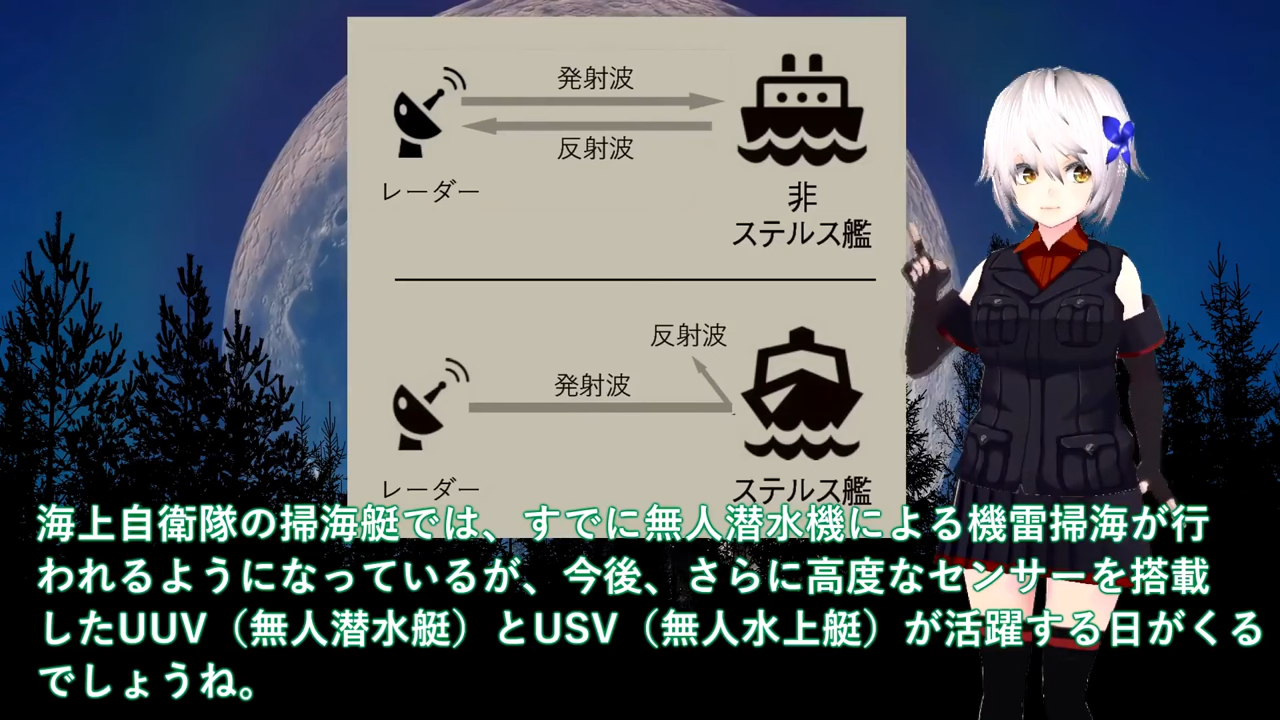 発射波
反射波
レーダー
非
ステルス艦
反射波
発射波
レーダー
ステルス艦
海上自衛隊の掃海艇では、すでに無人潜水機による機雷掃海が行
われるようになっているが、今後、さらに高度なセンサーを搭載
したUUV（無人潜水艇）とUSV（無人水上艇）が活躍する日がくる
でしょうね。